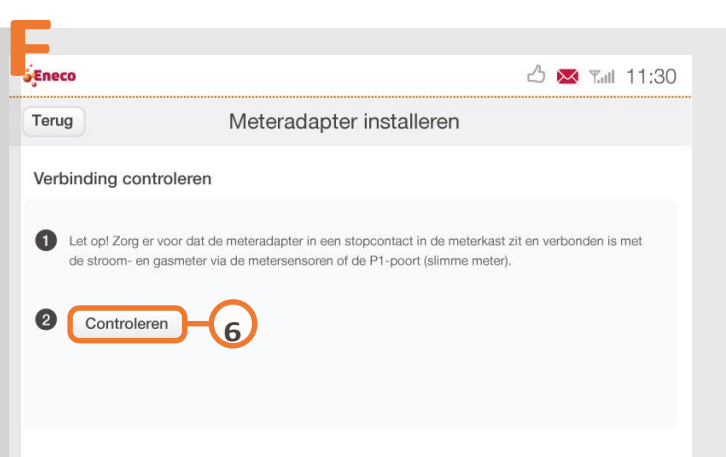 F
Eneco
11:30
Terug
Meteradapter installeren
Verbinding controleren
1 Let op! Zorg er voor dat de meteradapter in een stopcontact in de meterkast zit en verbonden is met
de stroom- en gasmeter via de metersensoren of de P1-poort (slimme meter).
2 Controleren
6